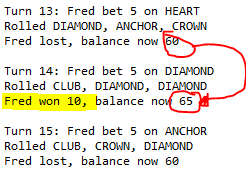 Turn 13: Fred bet 5 on HEART
Rolled DIAMOND, ANCHOR, CROWN
Fred lost, balance now 60
Turn 14: Fred bet 5 on DIAMOND
Rolled CLUB, DIAMOND, DIAMOND
Fred won 10, balance now 65
Turn 15: Fred bet 5 on ANCHOR
Rolled CLUB, CROWN, DIAMOND
Fred lost, balance now 60